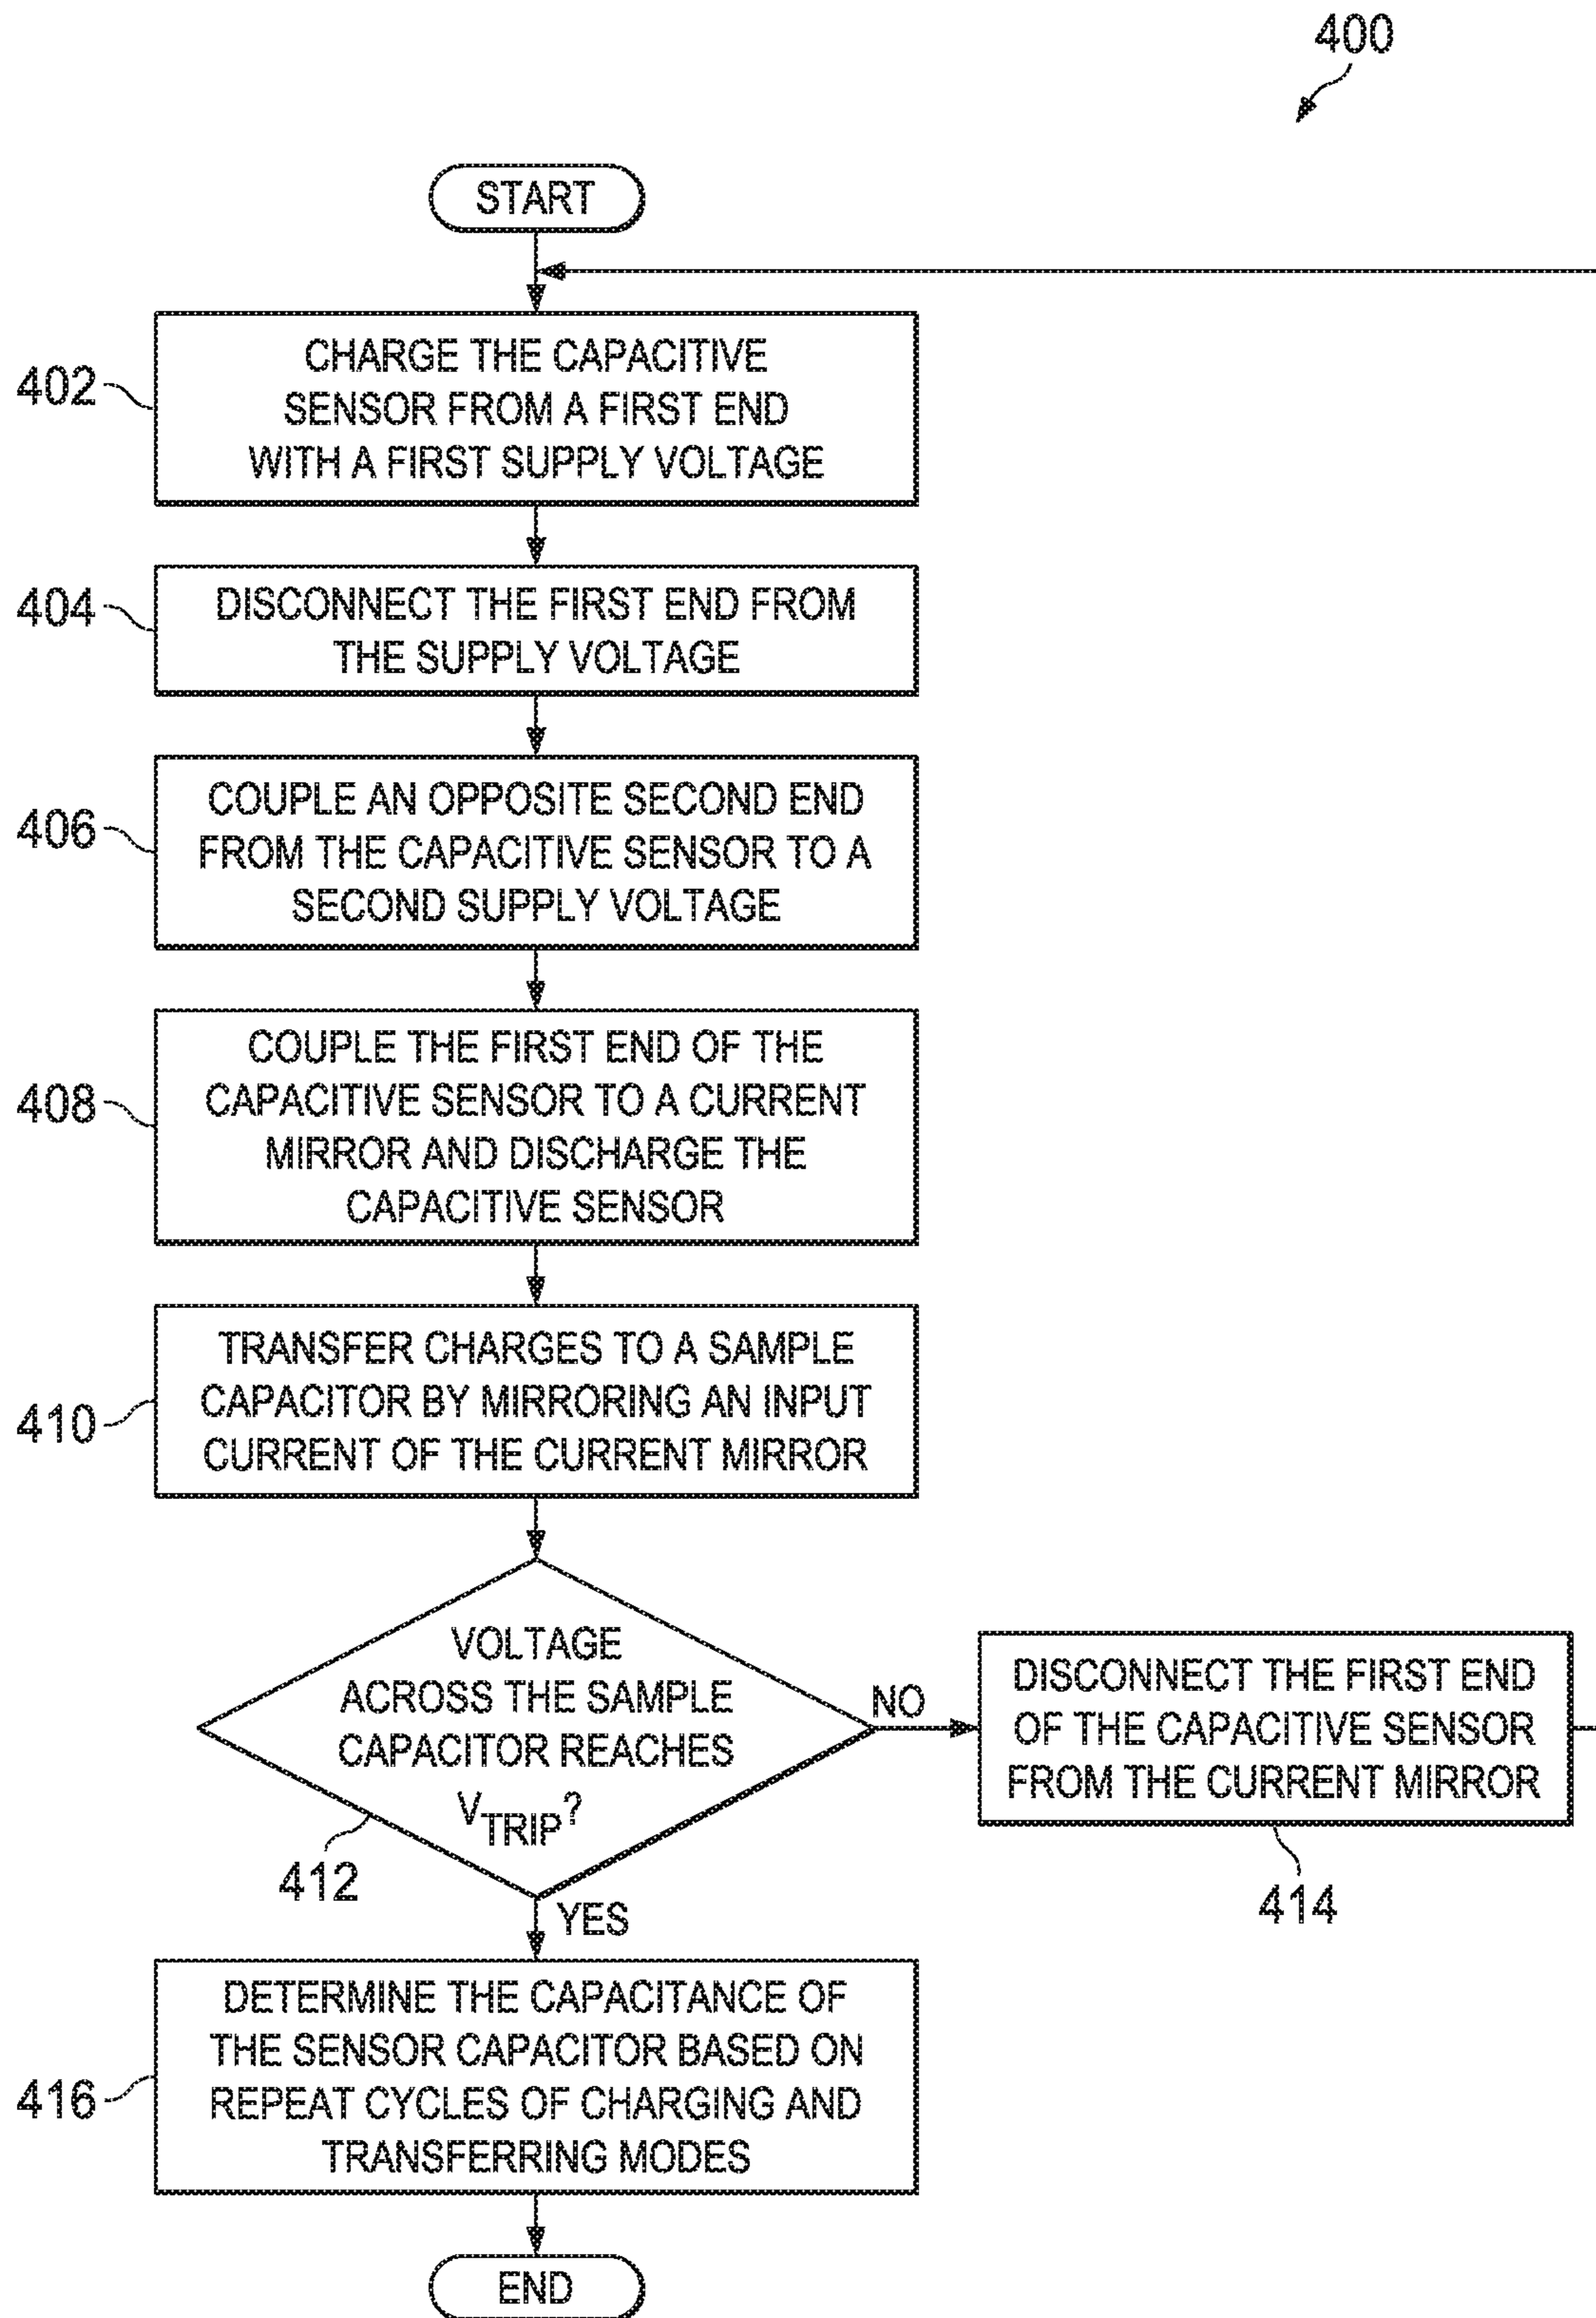 400
START
402
CHARGE THE CAPACITIVE
SENSOR FROM A FIRST END
WITH A FIRST SUPPLY VOLTAGE
404
DISCONNECT THE FIRST END FROM
THE SUPPLY VOLTAGE
406
COUPLE AN OPPOSITE SECOND END
FROM THE CAPACITIVE SENSOR TO A
SECOND SUPPLY VOLTAGE
408
COUPLE THE FIRST END OF THE
CAPACITIVE SENSOR TO A CURRENT
MIRROR AND DISCHARGE THE
CAPACITIVE SENSOR
410
TRANSFER CHARGES TO A SAMPLE
CAPACITOR BY MIRRORING AN INPUT
CURRENT OF THE CURRENT MIRROR
VOLTAGE
ACROSS THE SAMPLE
CAPACITOR REACHES
VTRIP?
412
NO
DISCONNECT THE FIRST END
OF THE CAPACITIVE SENSOR
FROM THE CURRENT MIRROR
414
YES
416
DETERMINE THE CAPACITANCE OF
THE SENSOR CAPACITOR BASED ON
REPEAT CYCLES OF CHARGING AND
TRANSFERRING MODES
END